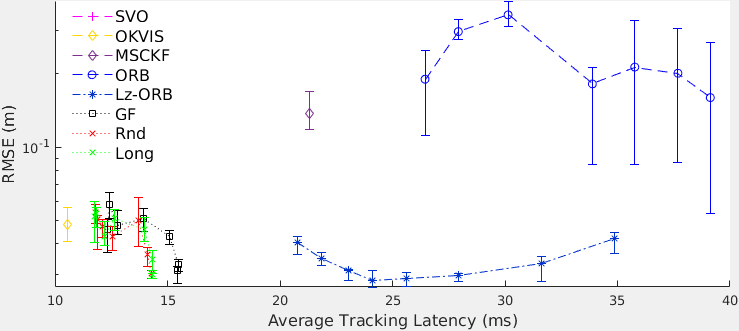 SVO
OKVIS
MSCKF
ORB
Lz-ORB
GF
Rnd
Long
RMSE (m)
10⁻¹
10 15 20 25 30 35 40
Average Tracking Latency (ms)